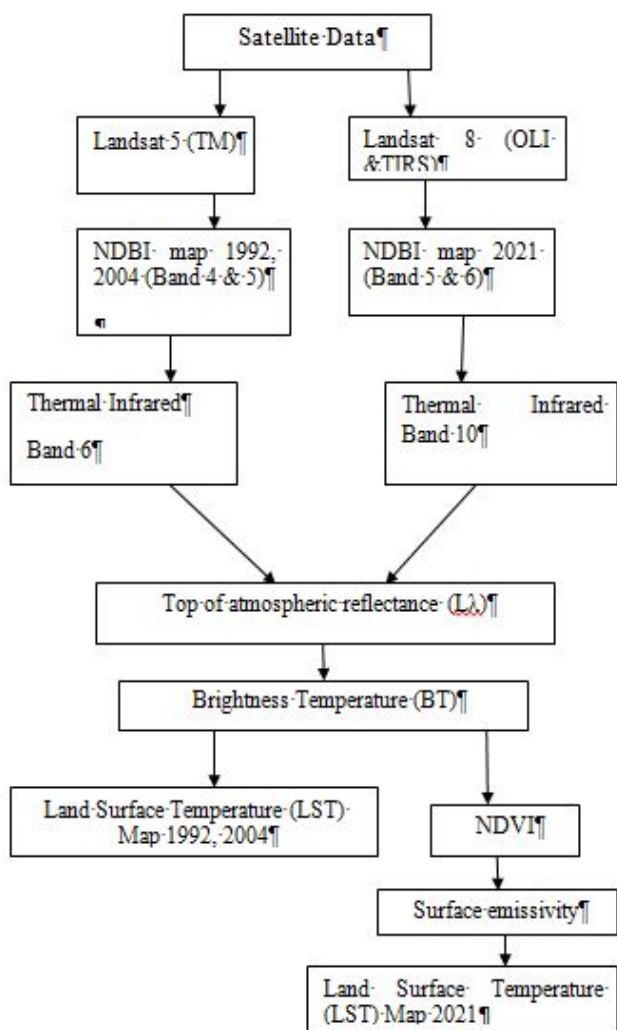 Satellite·Data¶
Landsat·5·(TM)¶
Landsat· 8· (OLI·
&TIRS)¶
NDBI· map· 1992,·
2004·(Band·4·&·5)¶
¶
NDBI· map· 2021·
(Band·5·&·6)¶
Thermal·Infrared¶
Band·6¶
Thermal· Infrared·
Band·10¶
Top·of·atmospheric·reflectance·(Lλ)¶
Brightness·Temperature·(BT)¶
Land·Surface·Temperature·(LST)·
Map·1992,·2004¶
NDVI¶
Surface·emissivity¶
Land· Surface· Temperature·
(LST)·Map·2021¶